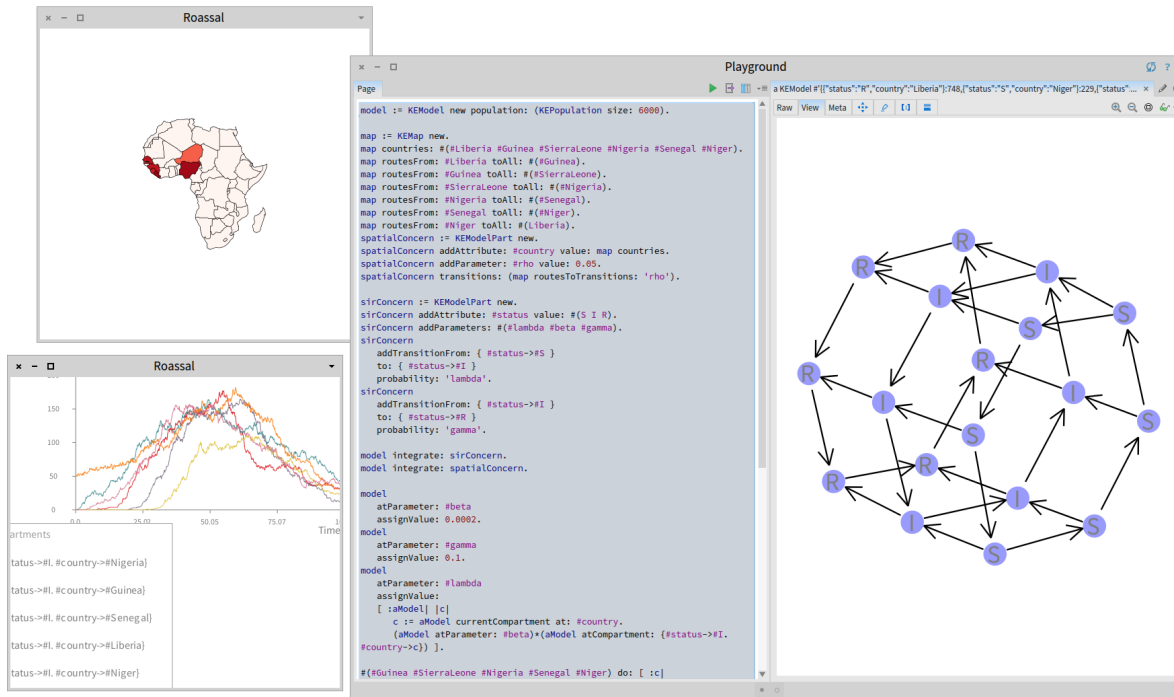 Roassal
Playground
Page
a KEModel #'[{"status":"R","country":"Liberia"}:748,{"status":"S","country":"Niger"}:229,{"status":"...
Raw View Meta
model := KEModel new population: (KEPopulation size: 6000).
map := KEMap new.
map countries: #(#Liberia #Guinea #SierraLeone #Nigeria #Senegal #Niger).
map routesFrom: #Liberia toAll: #(#Guinea).
map routesFrom: #Guinea toAll: #(#SierraLeone).
map routesFrom: #SierraLeone toAll: #(#Nigeria).
map routesFrom: #Nigeria toAll: #(#Senegal).
map routesFrom: #Senegal toAll: #(#Niger).
map routesFrom: #Niger toAll: #(Liberia).
spatialConcern := KEModelPart new.
spatialConcern addAttribute: #country value: map countries.
spatialConcern addParameter: #rho value: 0.05.
spatialConcern transitions: (map routesToTransitions: 'rho').
sirConcern := KEModelPart new.
sirConcern addAttribute: #status value: #(S I R).
sirConcern addParameters: #(#lambda #beta #gamma).
sirConcern
addTransitionFrom: { #status->#S }
to: { #status->#I }
probability: 'lambda'.
sirConcern
addTransitionFrom: { #status->#I }
to: { #status->#R }
probability: 'gamma'.
model integrate: sirConcern.
model integrate: spatialConcern.
model
atParameter: #beta
assignValue: 0.0002.
model
atParameter: #gamma
assignValue: 0.1.
model
atParameter: #lambda
assignValue:
[ :aModel| |c|
c := aModel currentCompartment at: #country.
(aModel atParameter: #beta)*(aModel atCompartment: {#status->#I.
#country->c}) ].
#(#Guinea #SierraLeone #Nigeria #Senegal #Niger) do: [ :c|
R
R
I
I
S
S
R
R
I
I
S
S
R
R
I
I
S
S
Roassal
150
100
50
0
0.0 25.03 50.05 75.07
Time
artments
tatus->#I. #country->#Nigeria}
tatus->#I. #country->#Guinea}
tatus->#I. #country->#Senegal}
tatus->#I. #country->#Liberia}
tatus->#I. #country->#Niger}